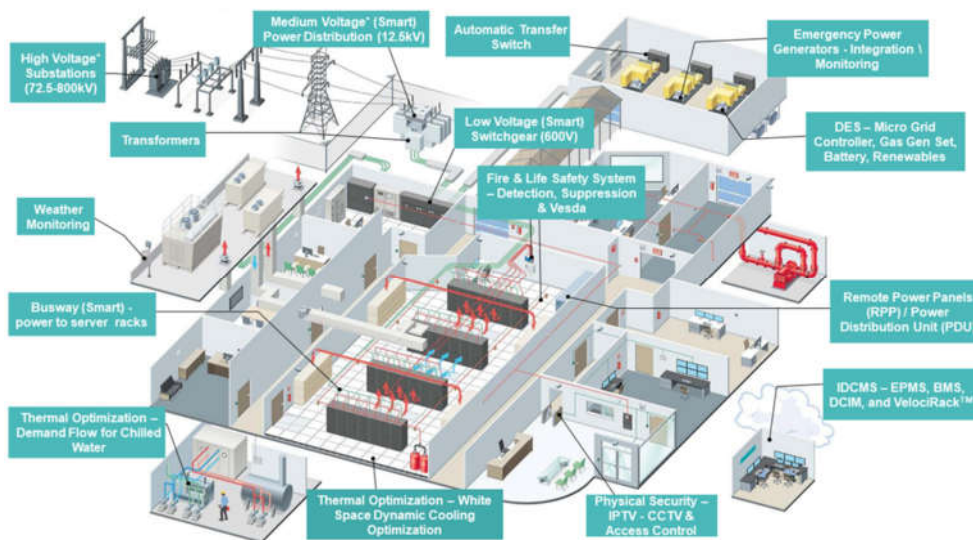 Medium Voltage* (Smart)
Power Distribution (12.5kV)
Automatic Transfer
Switch
Emergency Power
Generators - Integration \
Monitoring
High Voltage*
Substations
(72.5-800kV)
Transformers
Low Voltage (Smart)
Switchgear (600V)
DES – Micro Grid
Controller, Gas Gen Set,
Battery, Renewables
Fire & Life Safety System
– Detection, Suppression
& Vesda
Weather
Monitoring
Busway (Smart) -
power to server racks
Remote Power Panels
(RPP) / Power
Distribution Unit (PDU
IDCMS – EPMS, BMS,
DCIM, and VelociRack™
Thermal Optimization –
Demand Flow for Chilled
Water
Thermal Optimization – White
Space Dynamic Cooling
Optimization
Physical Security –
IPTV - CCTV &
Access Control